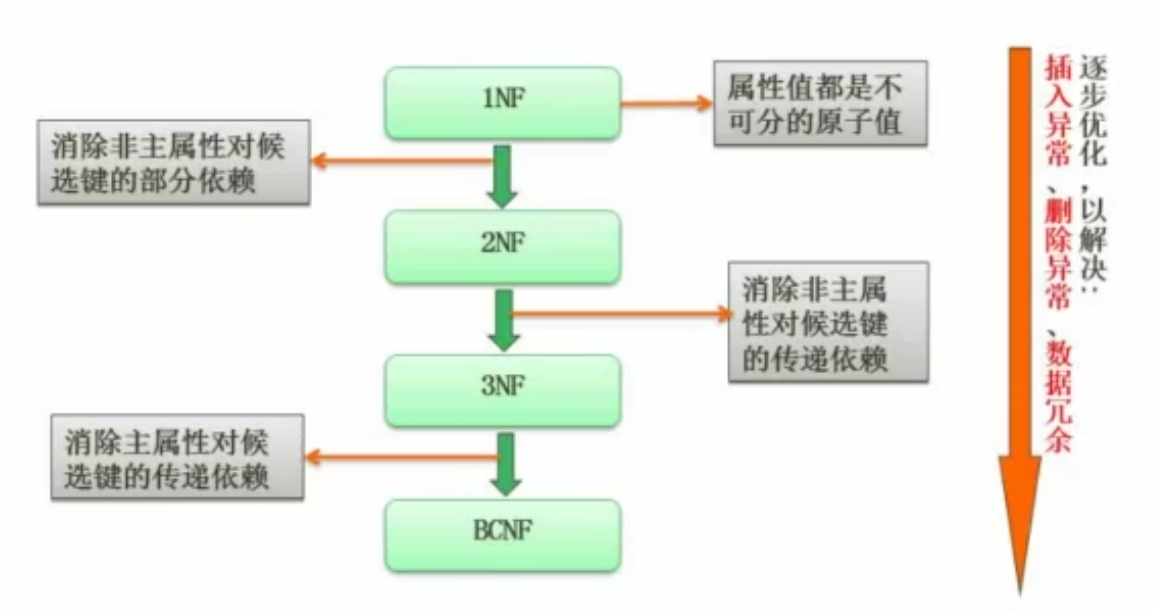 1NF
属性值都是不
可分的原子值
消除非主属性对候
选键的部分依赖
2NF
消除非主属
性对候选键
的传递依赖
3NF
消除主属性对候
选键的传递依赖
BCNF
逐步优化，以解决：
插入异常、删除异常、数据冗余